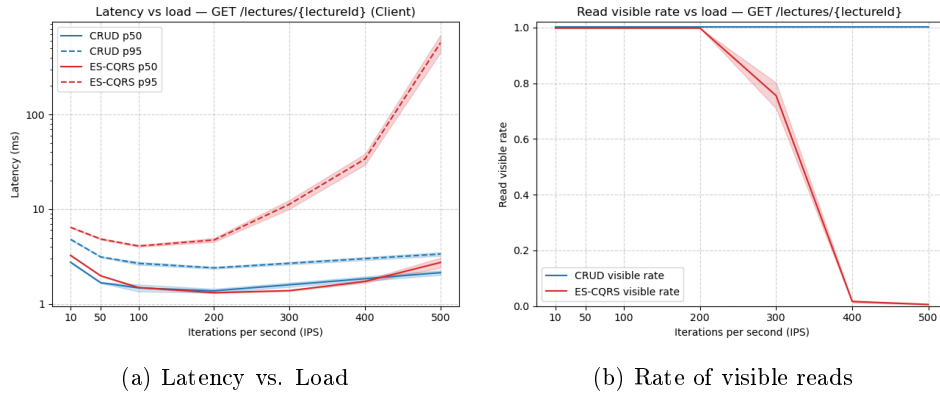 Latency vs load — GET /lectures/{lectureId} (Client)
CRUD p50
CRUD p95
ES-CQRS p50
ES-CQRS p95
Latency (ms)
100
10
1
10 50 100 200 300 400 500
Iterations per second (IPS)
(a) Latency vs. Load
Read visible rate vs load — GET /lectures/{lectureId}
Read visible rate
1.0
0.8
0.6
0.4
0.2
0.0
CRUD visible rate
ES-CQRS visible rate
10 50 100 200 300 400 500
Iterations per second (IPS)
(b) Rate of visible reads